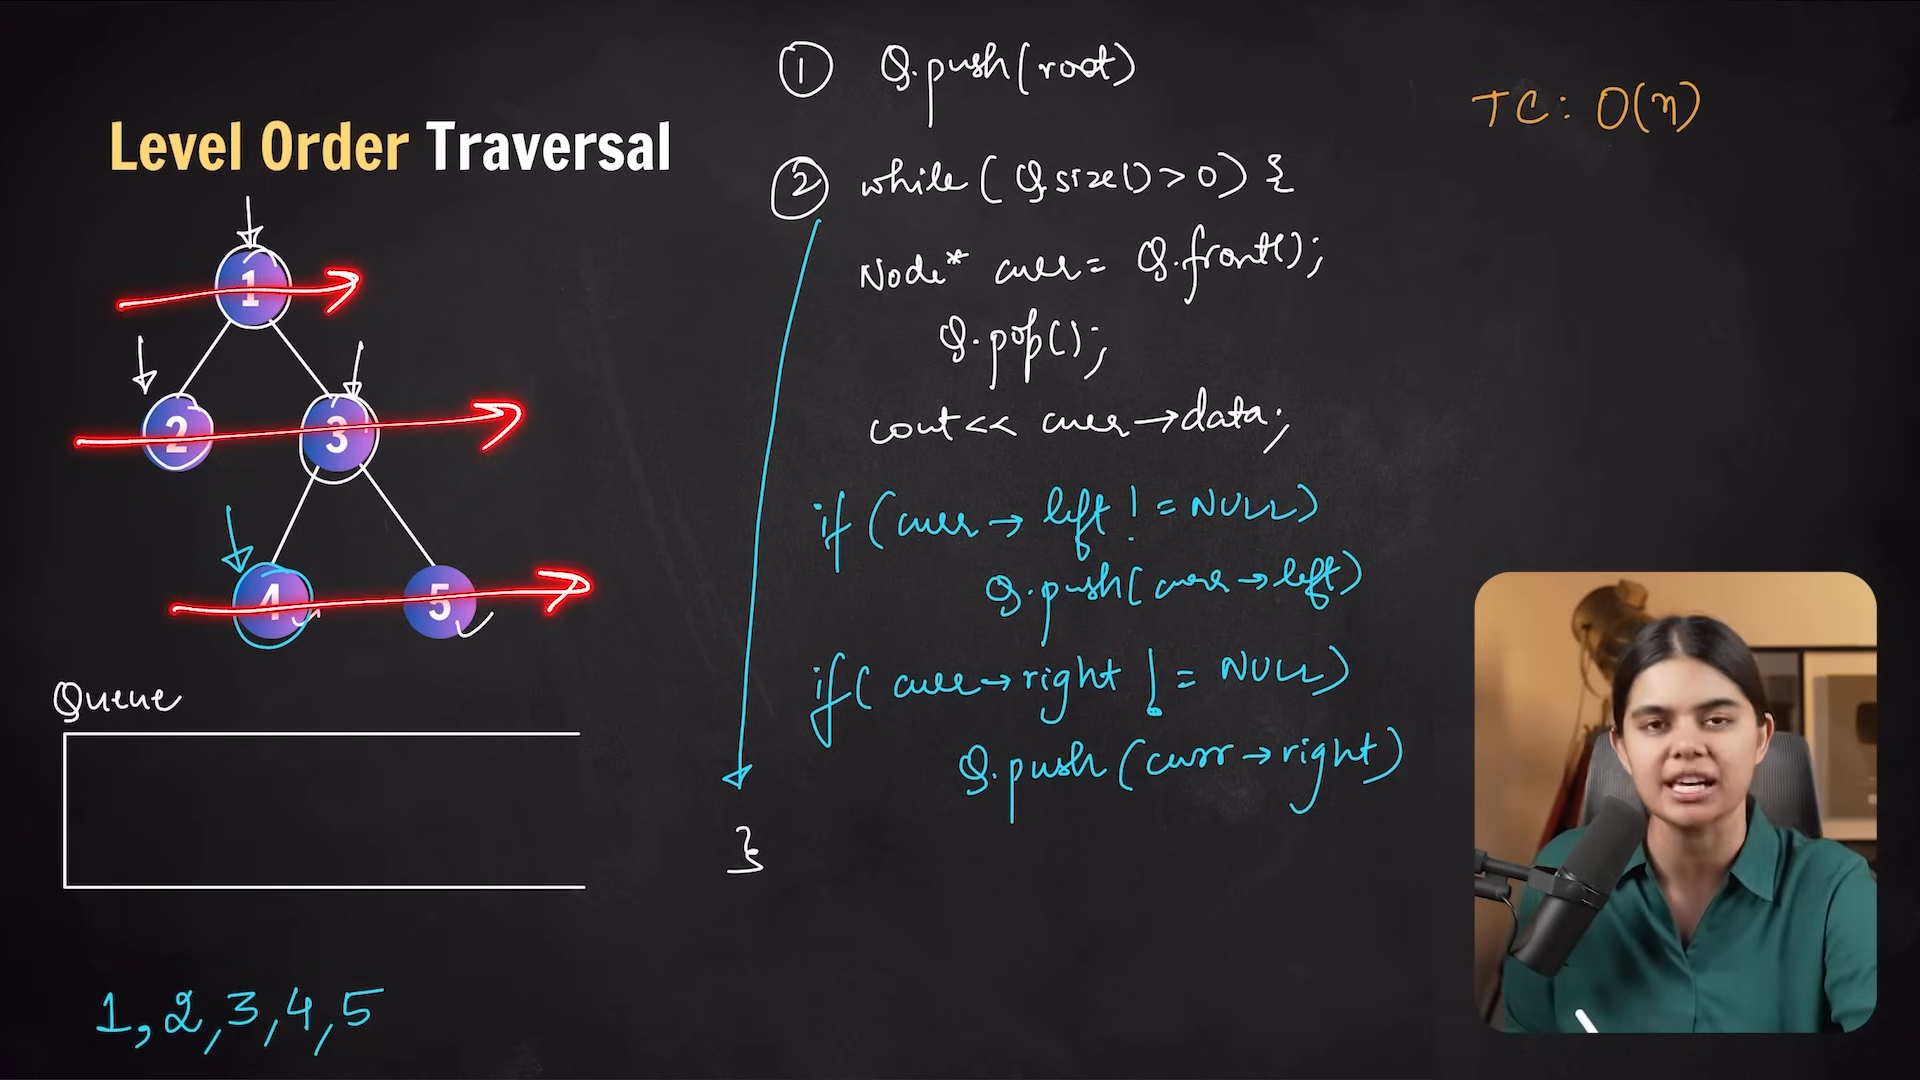 Level Order Traversal
1
2
3
4
5
Queue
1, 2, 3, 4, 5
① Q.push(root)
② while( Q.size()>0) {
Node* curr = Q.front();
Q.pop();
cout<< curr→data;
if (curr→ left != NULL)
Q.push(curr→left)
if( curr→right != NULL)
Q.push (curr→right)
}
TC: O(n)